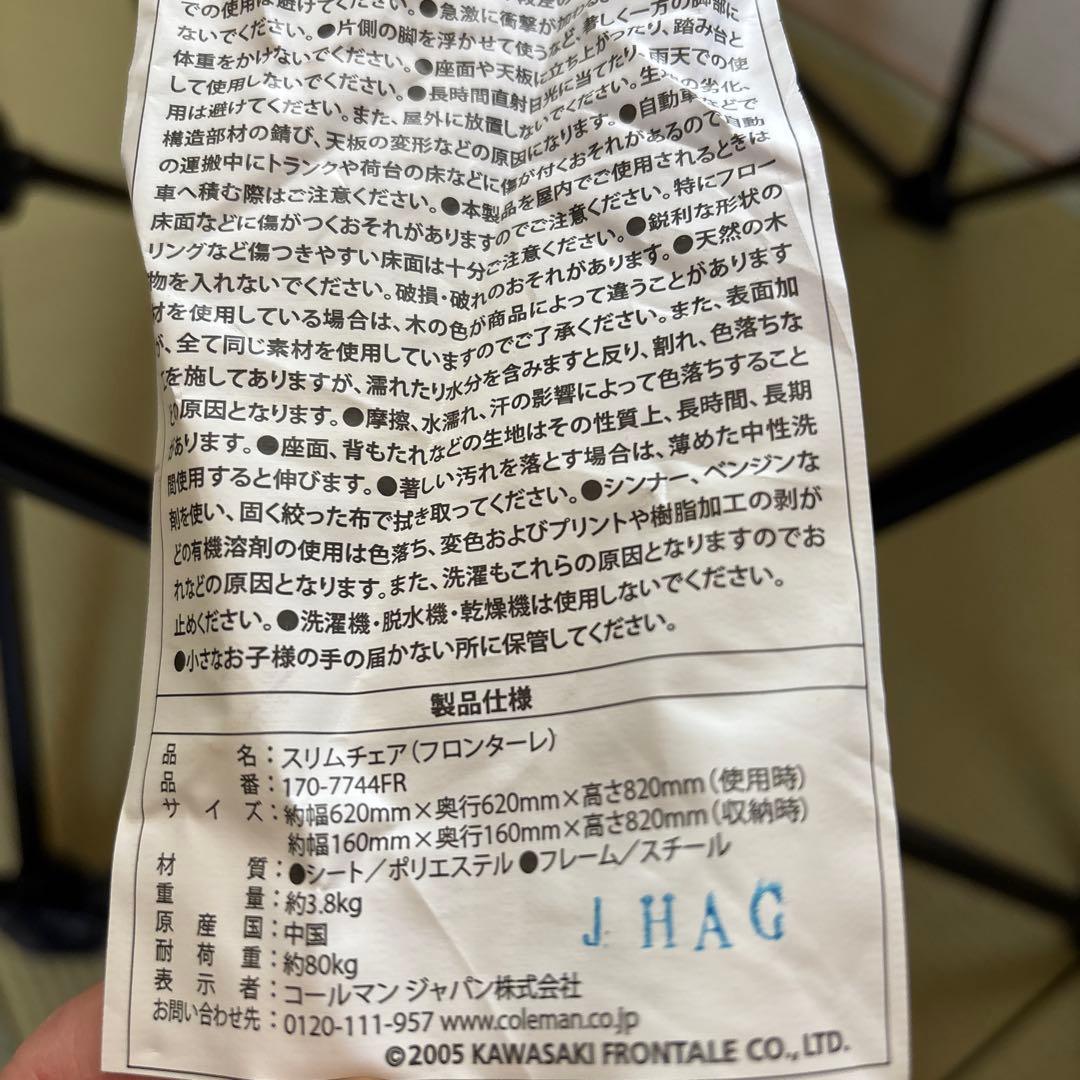 での使用は避けてください。●急激に衝撃が加わる
ないでください。●片側の脚を浮かせて使うなど、著しく一方の脚部に
体重をかけないでください。●座面や天板に立ち上がったり、踏み台と
して使用しないでください。●長時間直射日光に当てたり、雨天での使
用は避けてください。また、屋外に放置しないでください。生地の劣化、
構造部材の錆び、天板の変形などの原因になります。●自動車などで
の運搬中にトランクや荷台の床などに傷が付くおそれがあるので自動
車へ積む際はご注意ください。●本製品を屋内でご使用されるときは
床面などに傷がつくおそれがありますのでご注意ください。特にフロー
リングなど傷つきやすい床面は十分ご注意ください。●鋭利な形状の
物を入れないでください。破損・破れのおそれがあります。●天然の木
材を使用している場合は、木の色が商品によって違うことがあります
が、全て同じ素材を使用していますのでご了承ください。また、表面加
工を施してありますが、濡れたり水分を含みますと反り、割れ、色落ちな
どの原因となります。●摩擦、水濡れ、汗の影響によって色落ちすること
があります。●座面、背もたれなどの生地はその性質上、長時間、長期
間使用すると伸びます。●著しい汚れを落とす場合は、薄めた中性洗
剤を使い、固く絞った布で拭き取ってください。●シンナー、ベンジンな
どの有機溶剤の使用は色落ち、変色およびプリントや樹脂加工の剥が
れなどの原因となります。また、洗濯もこれらの原因となりますのでお
止めください。●洗濯機・脱水機・乾燥機は使用しないでください。
●小さなお子様の手の届かない所に保管してください。
製品仕様
品名：スリムチェア（フロンターレ）
品番：170-7744FR
サイズ：約幅620mm×奥行620mm×高さ820mm（使用時）
約幅160mm×奥行160mm×高さ820mm（収納時）
材質：●シート／ポリエステル●フレーム／スチール
重量：約3.8kg
原産国：中国
耐荷重：約80kg
表示者：コールマン ジャパン株式会社
お問い合わせ先：0120-111-957 www.coleman.co.jp
©2005 KAWASAKI FRONTALE CO., LTD.
J HAG